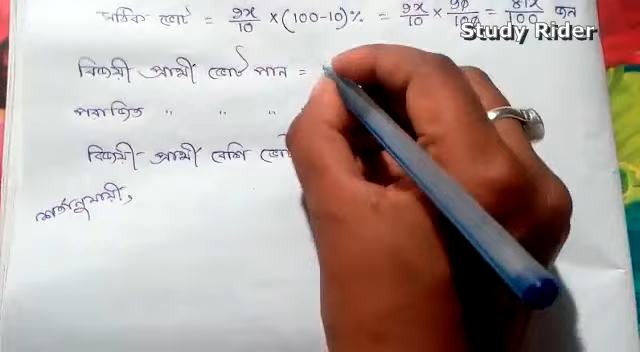 সঠিক ভোট = 9x/10 × (100-10)% = 9x/10 × 90/100 = 81x/100 জন
Study Rider
বিজয়ী প্রার্থী ভোট পান =
পরাজিত " " "
বিজয়ী প্রার্থী বেশি ভোট
শর্তানুযায়ী,